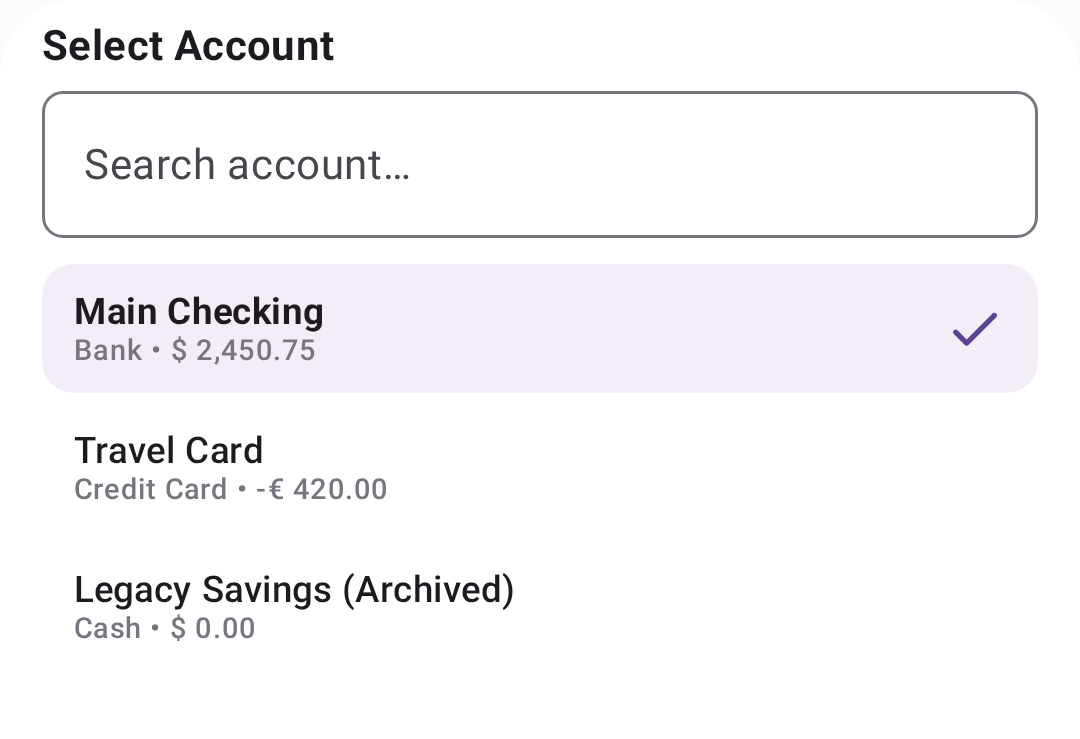 Select Account
Search account…
Main Checking
Bank • $ 2,450.75
Travel Card
Credit Card • -€ 420.00
Legacy Savings (Archived)
Cash • $ 0.00